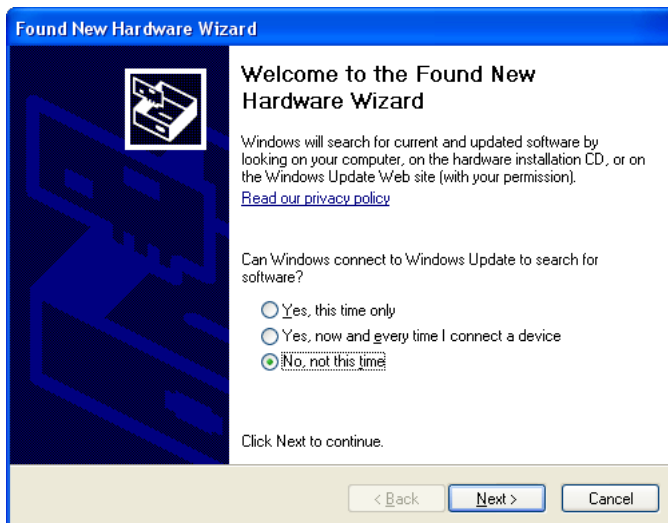 Found New Hardware Wizard
Welcome to the Found New
Hardware Wizard
Windows will search for current and updated software by
looking on your computer, on the hardware installation CD, or on
the Windows Update Web site (with your permission).
Read our privacy policy
Can Windows connect to Windows Update to search for
software?
Yes, this time only
Yes, now and every time I connect a device
No, not this time
Click Next to continue.
< Back
Next >
Cancel